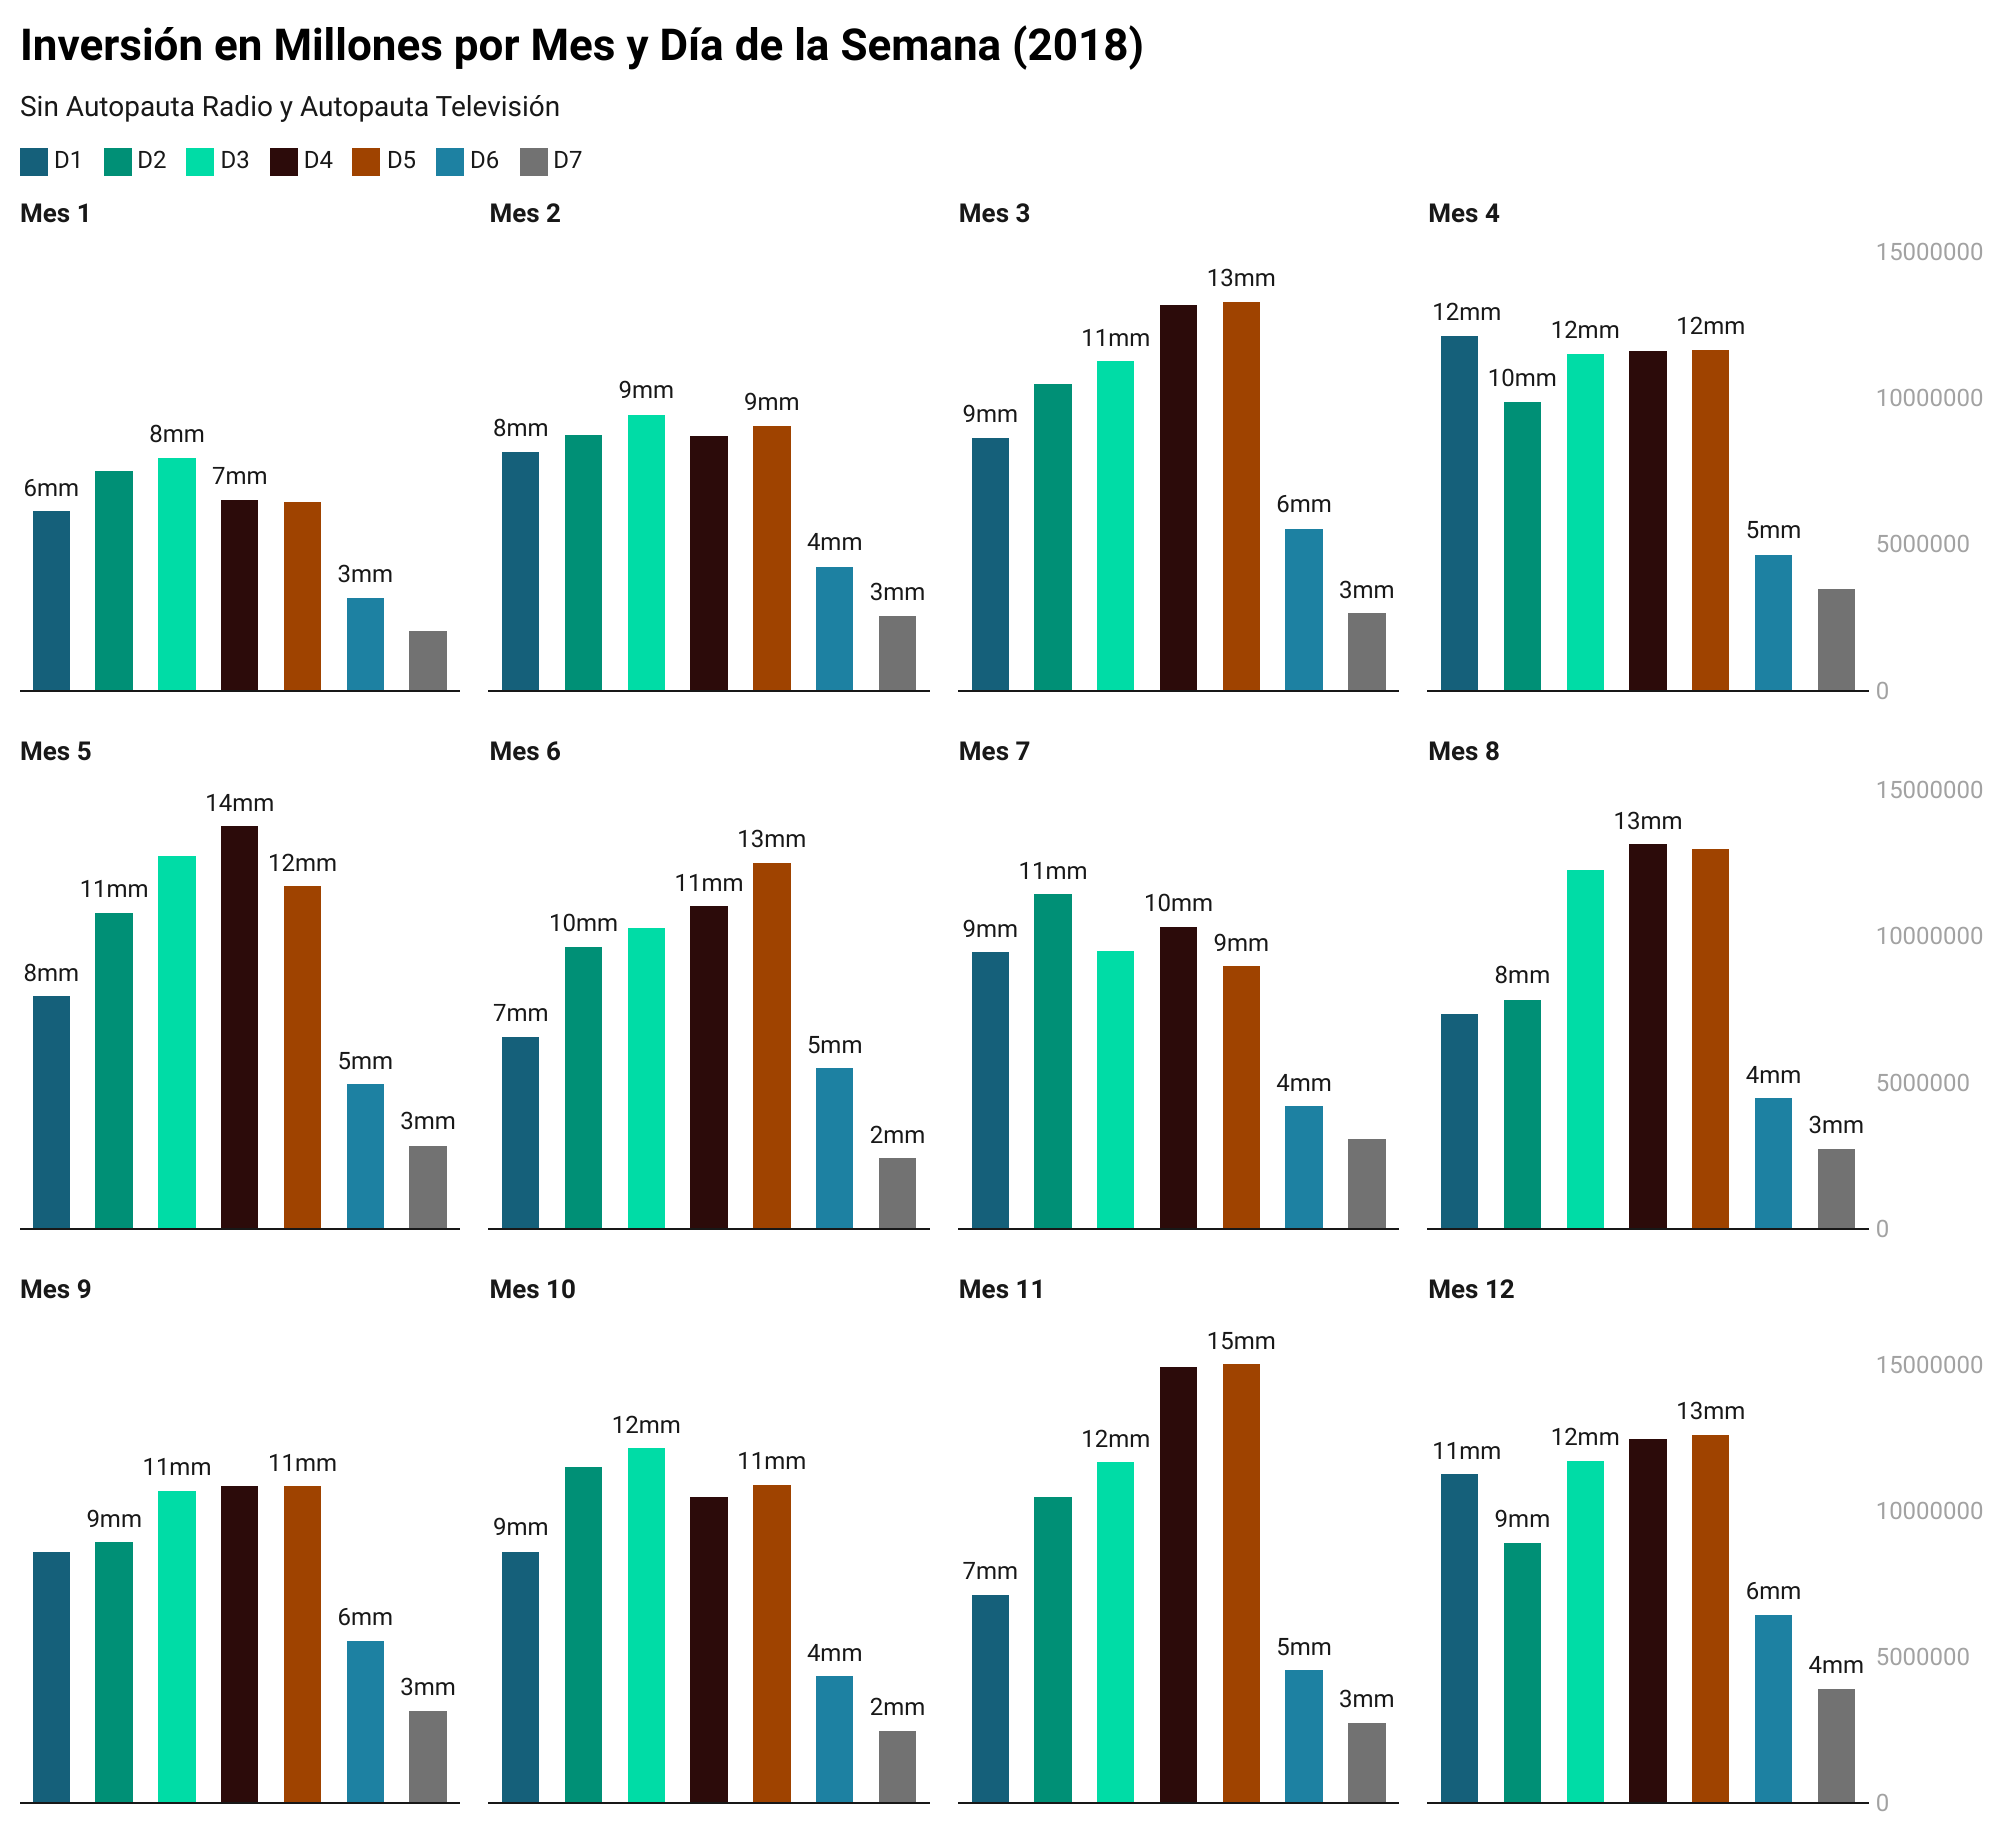 Inversión en Millones por Mes y Día de la Semana (2018)
Sin Autopauta Radio y Autopauta Televisión
D1 D2 D3 D4 D5 D6 D7
Mes 1
6mm 8mm 7mm 3mm
Mes 2
8mm 9mm 9mm 4mm 3mm
Mes 3
9mm 11mm 13mm 6mm 3mm
Mes 4
12mm 10mm 12mm 12mm 5mm
15000000
10000000
5000000
0
Mes 5
8mm 11mm 14mm 12mm 5mm 3mm
Mes 6
7mm 10mm 11mm 13mm 5mm 2mm
Mes 7
9mm 11mm 10mm 9mm 4mm
Mes 8
8mm 13mm 4mm 3mm
15000000
10000000
5000000
0
Mes 9
9mm 11mm 11mm 6mm 3mm
Mes 10
9mm 12mm 11mm 4mm 2mm
Mes 11
7mm 12mm 15mm 5mm 3mm
Mes 12
11mm 9mm 12mm 13mm 6mm 4mm
15000000
10000000
5000000
0